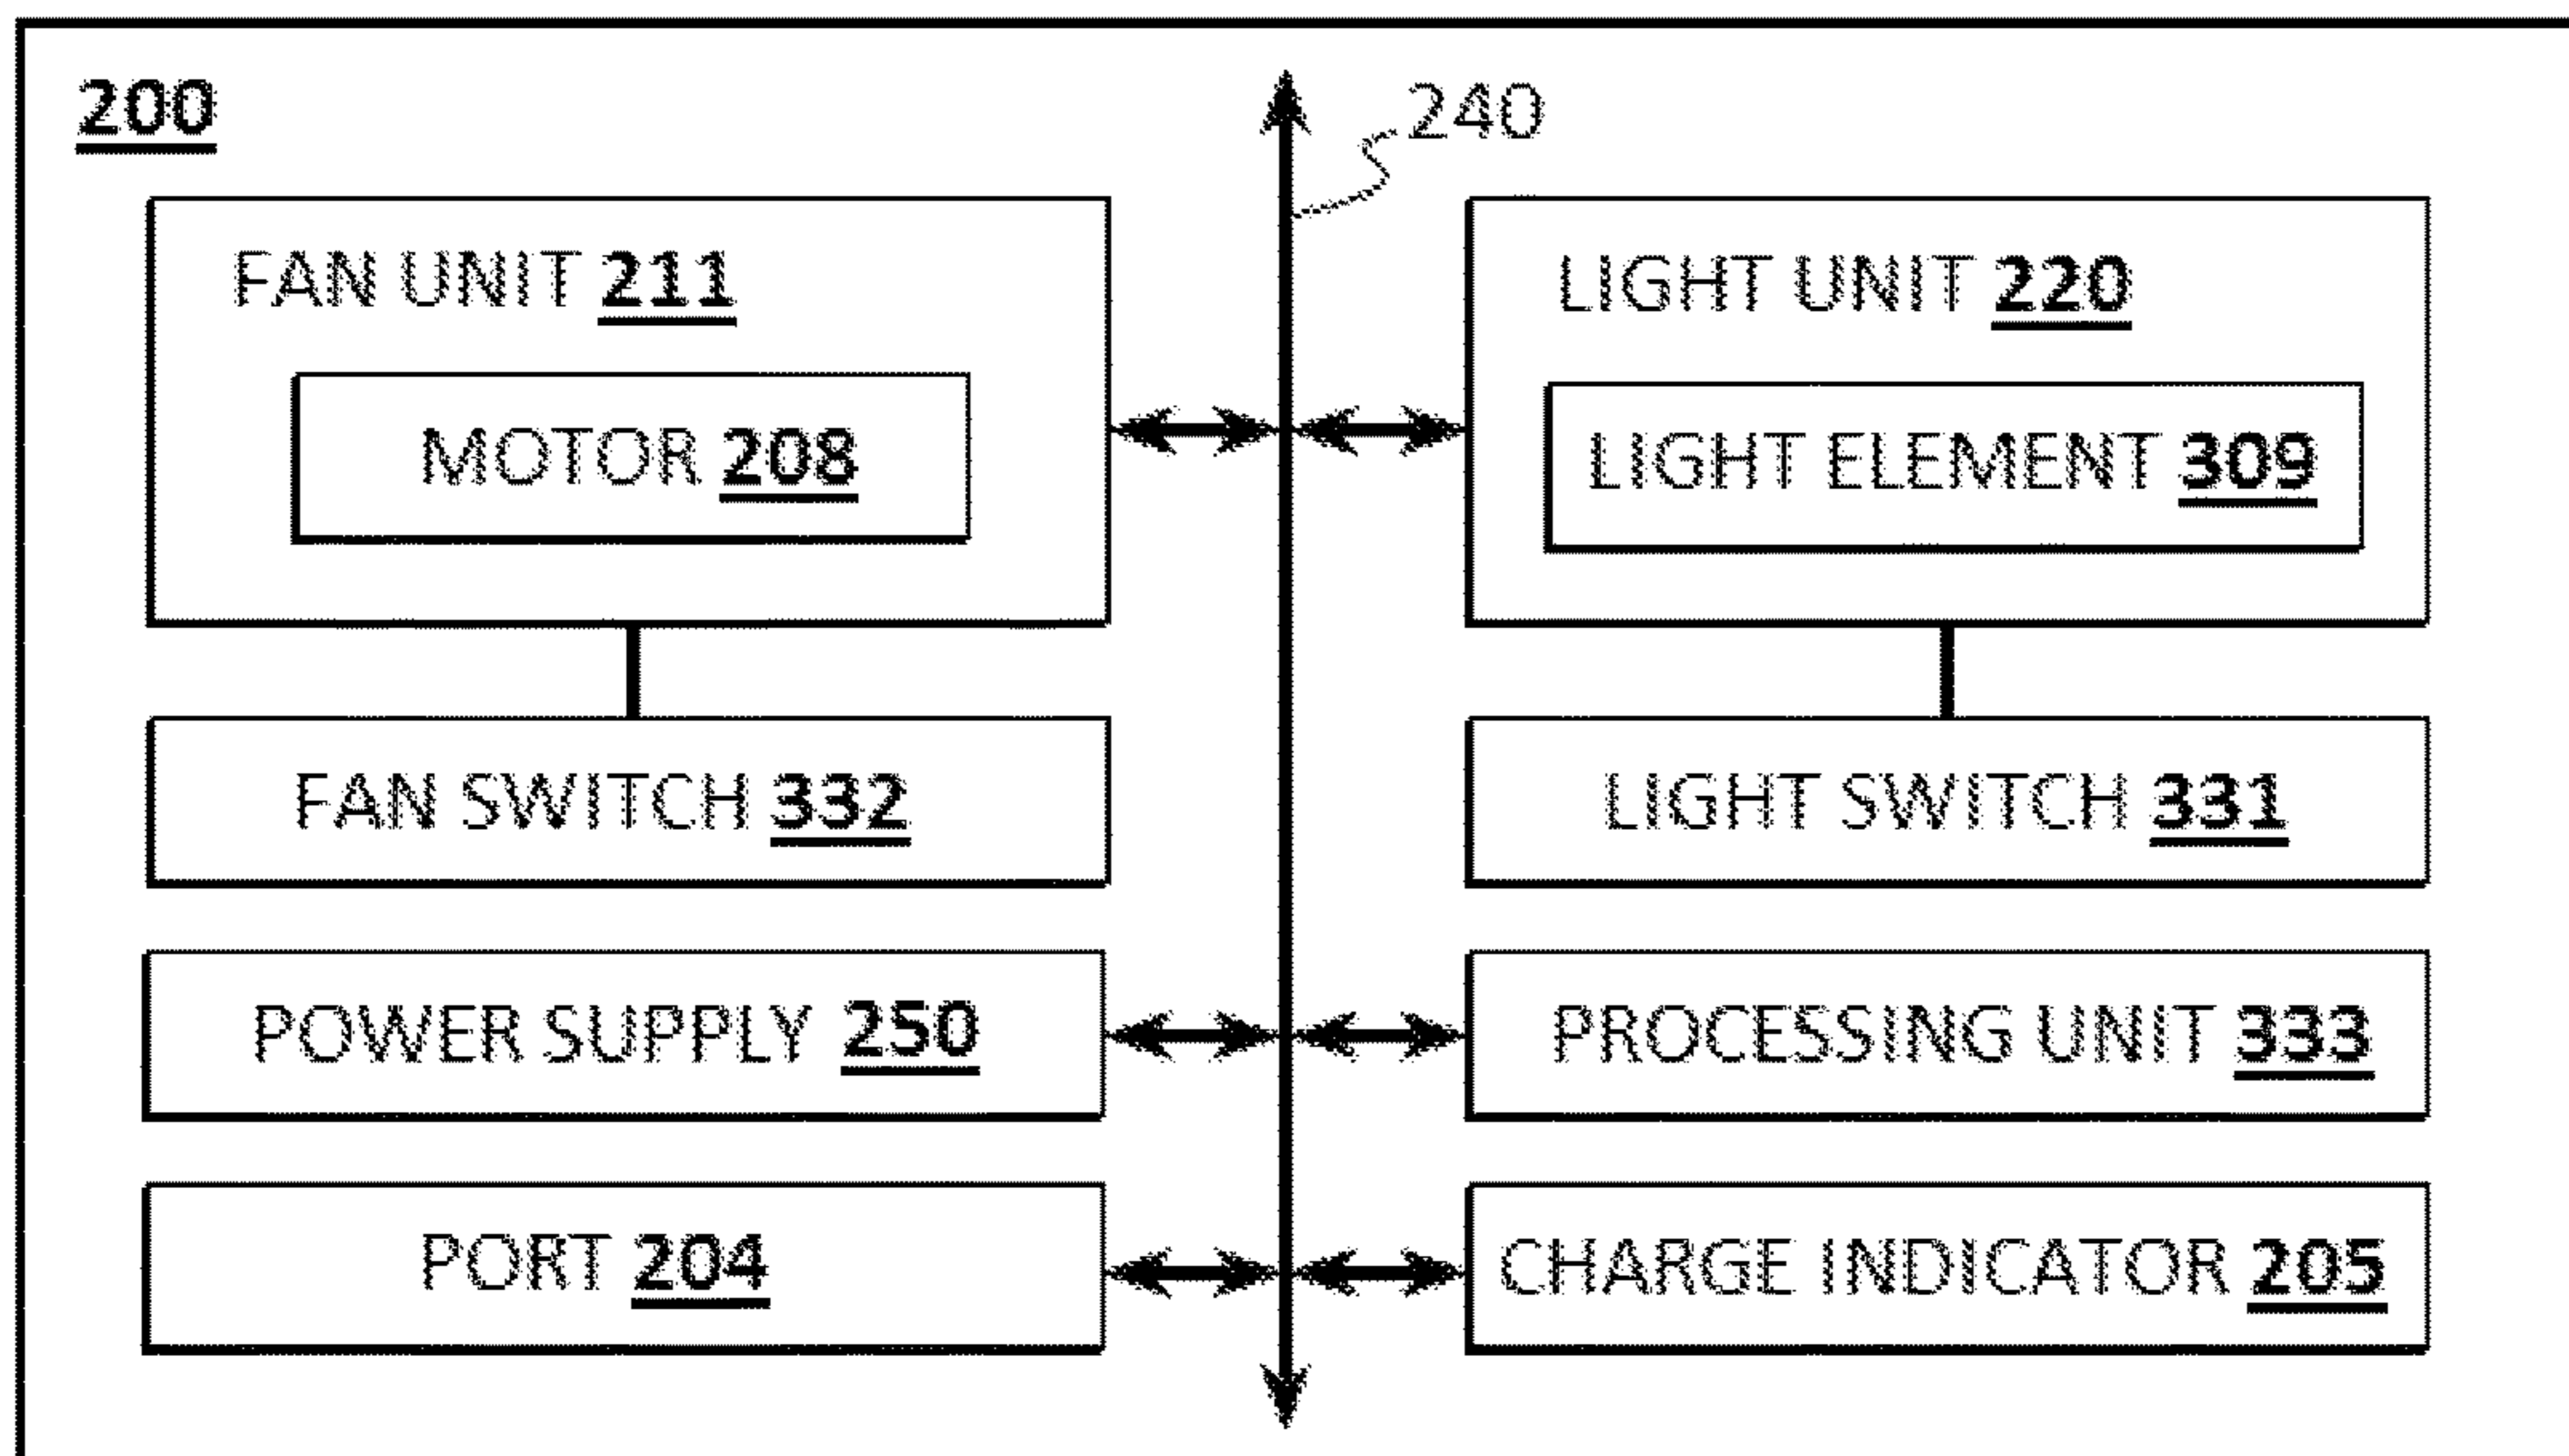 200
240
FAN UNIT 211
MOTOR 208
LIGHT UNIT 220
LIGHT ELEMENT 309
FAN SWITCH 332
LIGHT SWITCH 331
POWER SUPPLY 250
PROCESSING UNIT 333
PORT 204
CHARGE INDICATOR 205